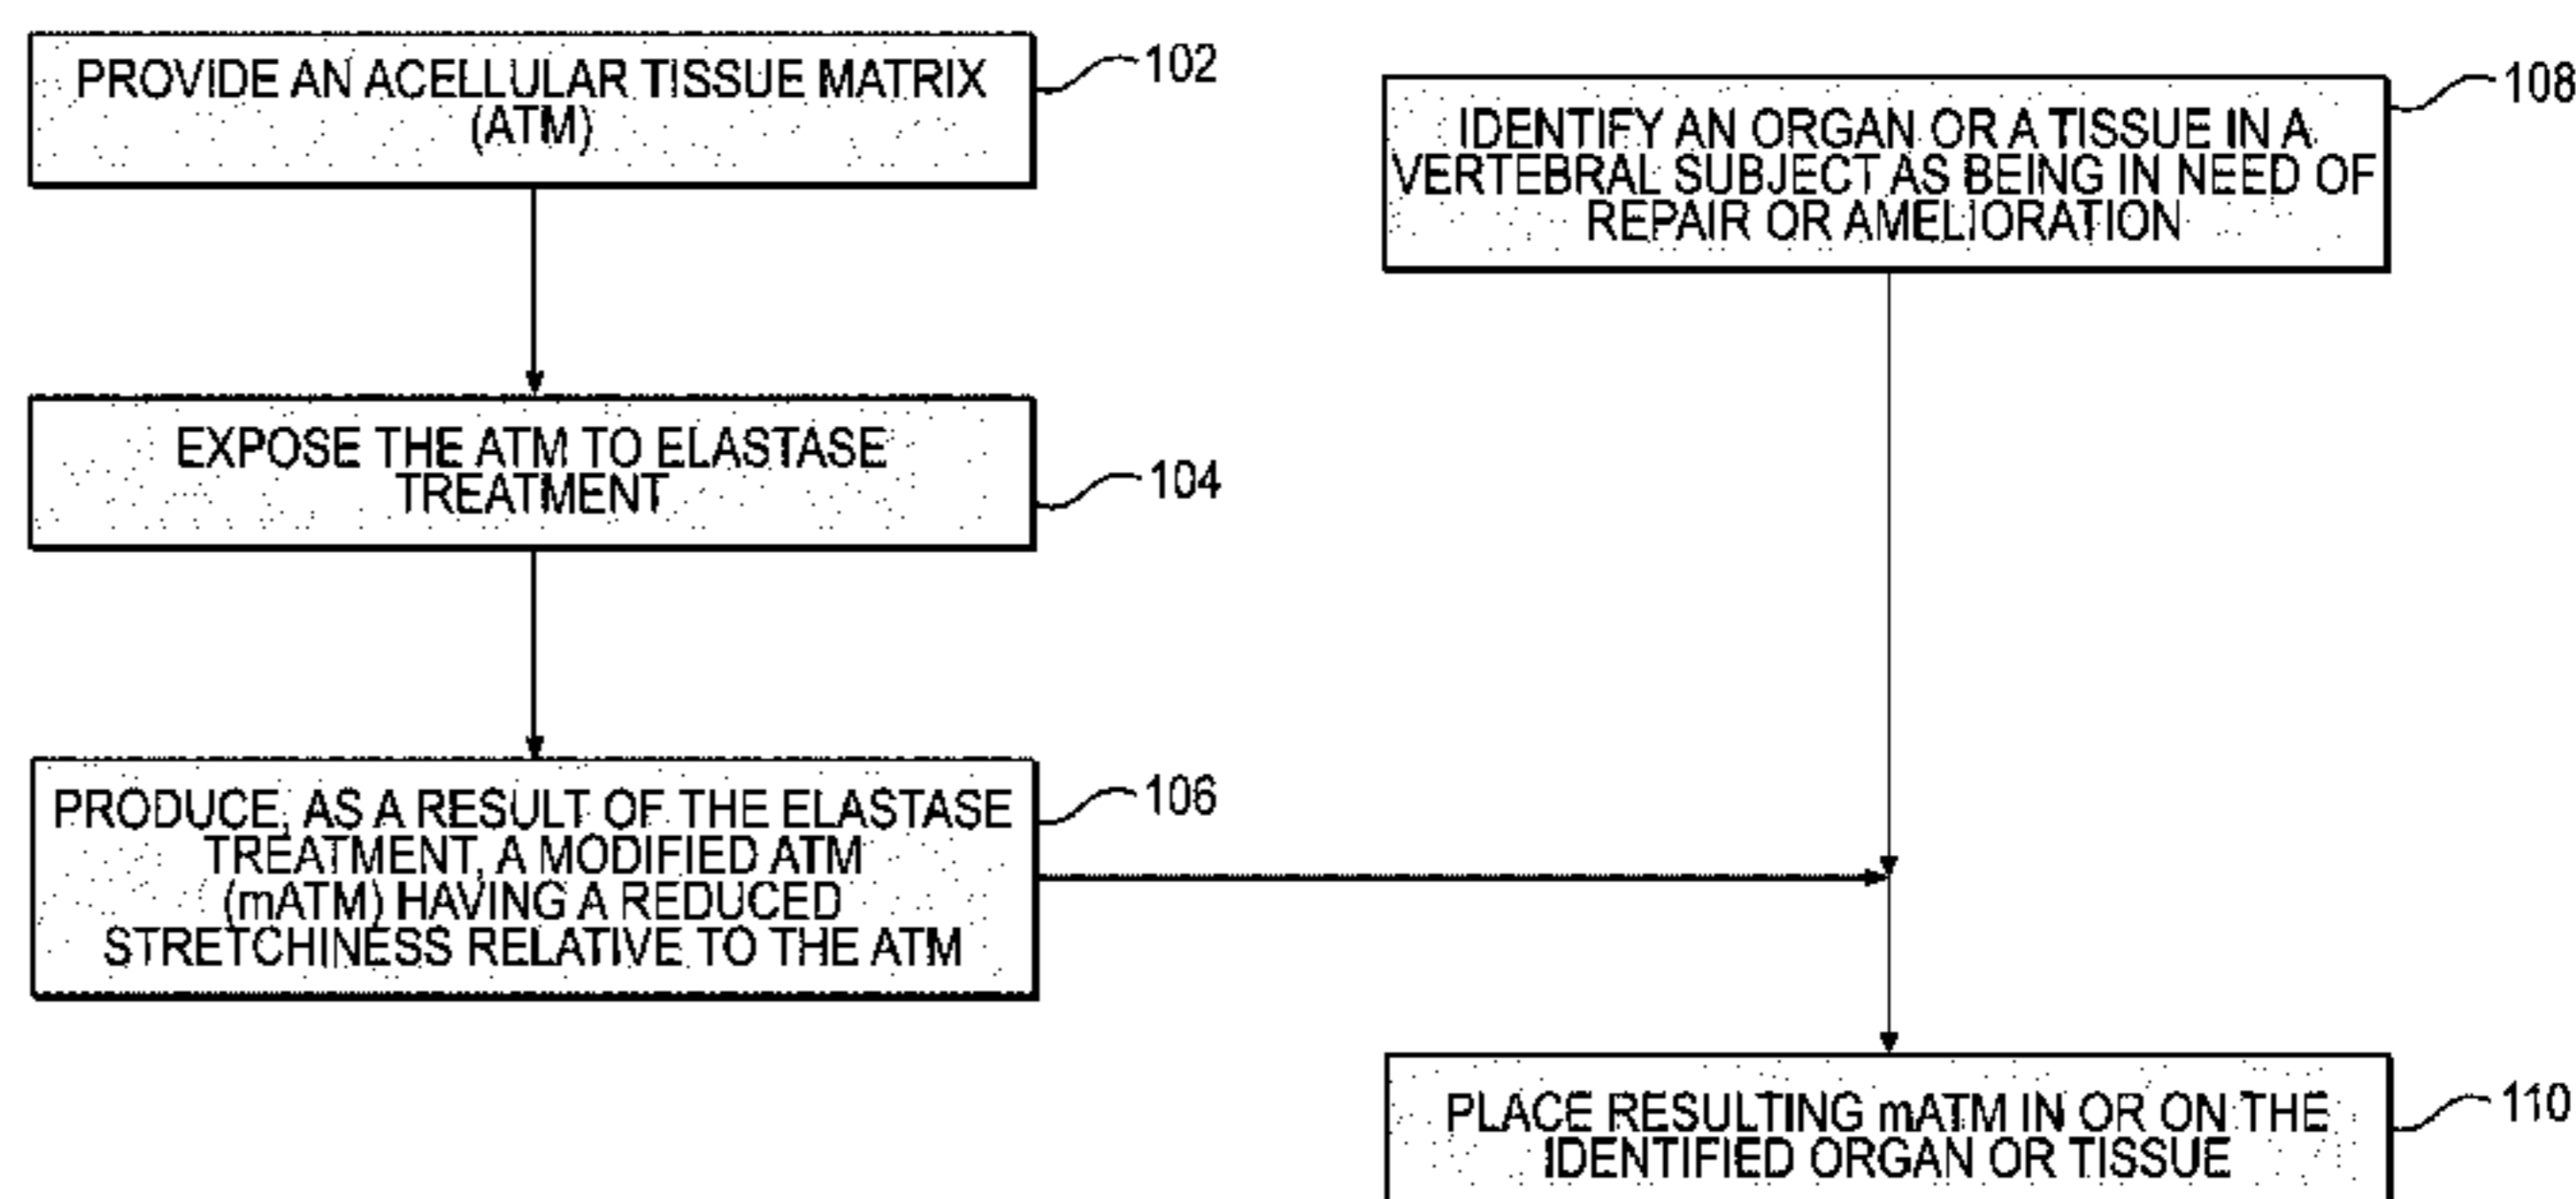 PROVIDE AN ACELLULAR TISSUE MATRIX
(ATM)
102
EXPOSE THE ATM TO ELASTASE
TREATMENT
104
PRODUCE, AS A RESULT OF THE ELASTASE
TREATMENT, A MODIFIED ATM
(mATM) HAVING A REDUCED
STRETCHINESS RELATIVE TO THE ATM
106
IDENTIFY AN ORGAN OR A TISSUE IN A
VERTEBRAL SUBJECT AS BEING IN NEED OF
REPAIR OR AMELIORATION
108
PLACE RESULTING mATM IN OR ON THE
IDENTIFIED ORGAN OR TISSUE
110